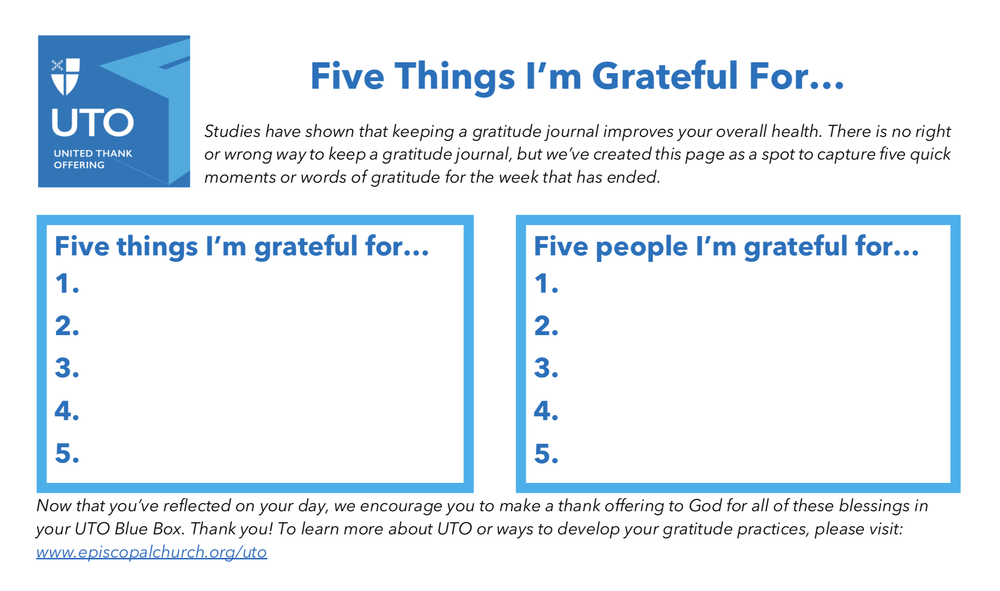 UTO
UNITED THANK
OFFERING
Five Things I’m Grateful For...
Studies have shown that keeping a gratitude journal improves your overall health. There is no right
or wrong way to keep a gratitude journal, but we’ve created this page as a spot to capture five quick
moments or words of gratitude for the week that has ended.
Five things I’m grateful for...
1.
2.
3.
4.
5.
Five people I’m grateful for...
1.
2.
3.
4.
5.
Now that you’ve reflected on your day, we encourage you to make a thank offering to God for all of these blessings in
your UTO Blue Box. Thank you! To learn more about UTO or ways to develop your gratitude practices, please visit:
www.episcopalchurch.org/uto